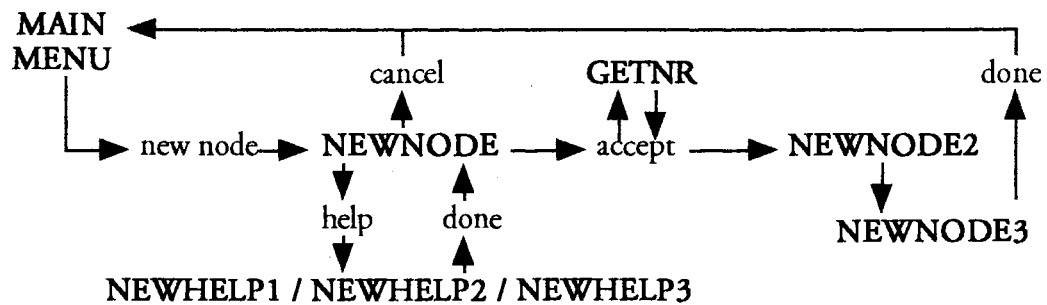 MAIN
MENU
cancel
GETNR
done
new node
NEWNODE
accept
NEWNODE2
help
done
NEWNODE3
NEWHELP1 / NEWHELP2 / NEWHELP3